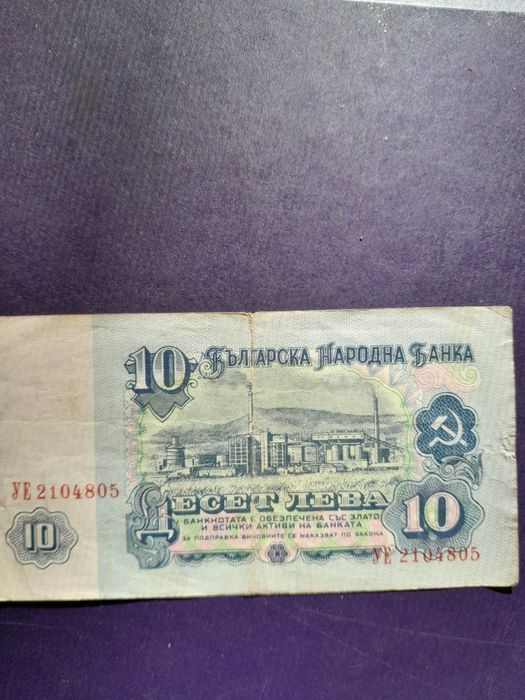 10 БЪЛГАРСКА НАРОДНА БАНКА
УЕ 2104805
ДЕСЕТ ЛЕВА
10
БАНКНОТАТА Е ОБЕЗПЕЧЕНА СЪС ЗЛАТО
И ВСИЧКИ АКТИВИ НА БАНКАТА
ЗА ПОДПРАВКА ВИНОВНИТЕ СЕ НАКАЗВАТ ПО ЗАКОНА
10
УЕ 2104805